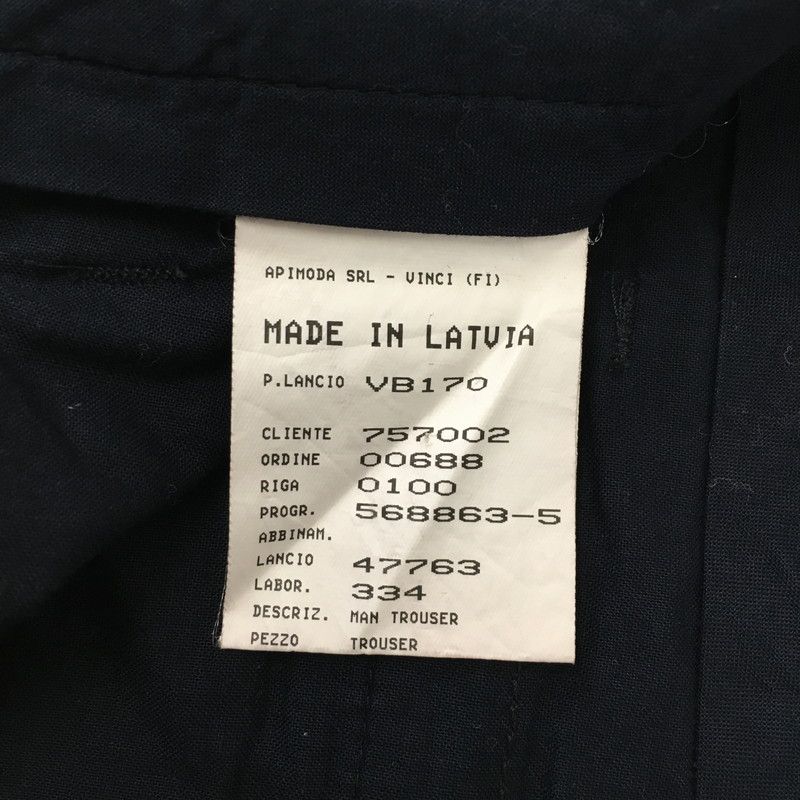 APIMODA SRL - VINCI (FI)
MADE IN LATVIA
P.LANCIO VB170
CLIENTE 757002
ORDINE 00688
RIGA 0100
PROGR. 568863-5
ABBINAM.
LANCIO 47763
LABOR. 334
DESCRIZ. MAN TROUSER
PEZZO TROUSER